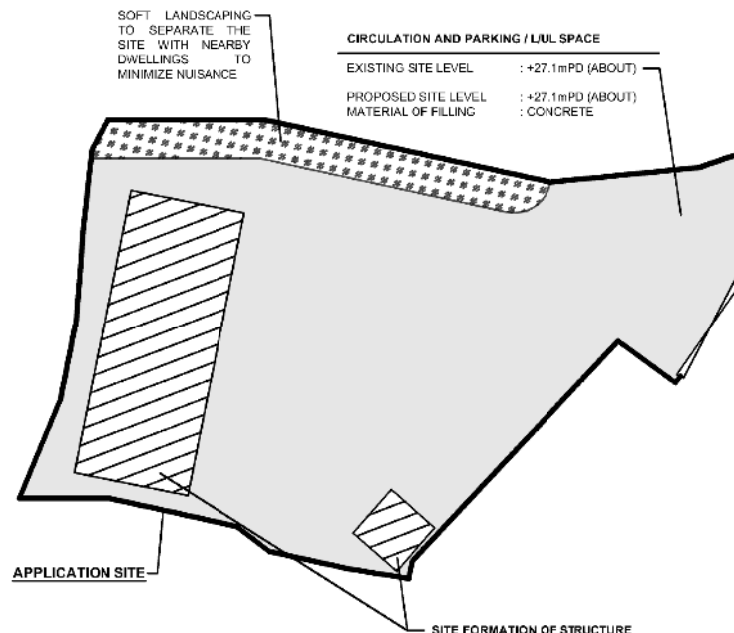 SOFT LANDSCAPING
TO SEPARATE THE
SITE WITH NEARBY
DWELLINGS TO
MINIMIZE NUISANCE
CIRCULATION AND PARKING / L/UL SPACE
EXISTING SITE LEVEL : +27.1mPD (ABOUT)
PROPOSED SITE LEVEL : +27.1mPD (ABOUT)
MATERIAL OF FILLING : CONCRETE
APPLICATION SITE
SITE FORMATION OF STRUCTURE